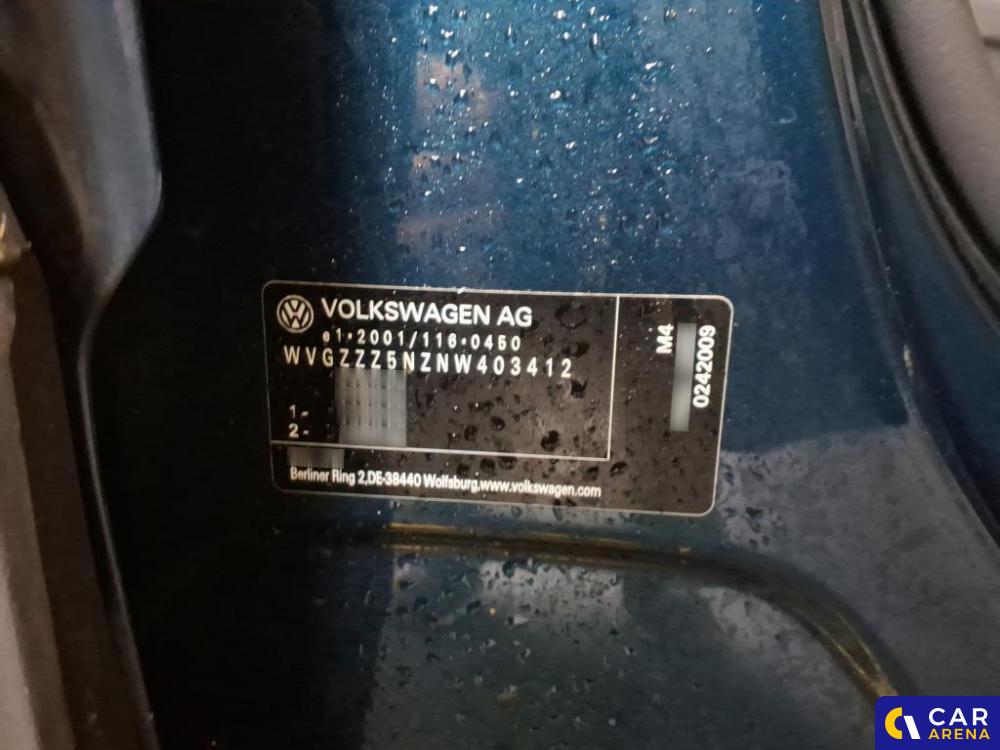 VOLKSWAGEN AG
e1*2001/116*0450
WVGZZZ5NZNW403412
1-
2-
Berliner Ring 2,DE-38440 Wolfsburg,www.volkswagen.com
M4
0242009
CAR
ARENA